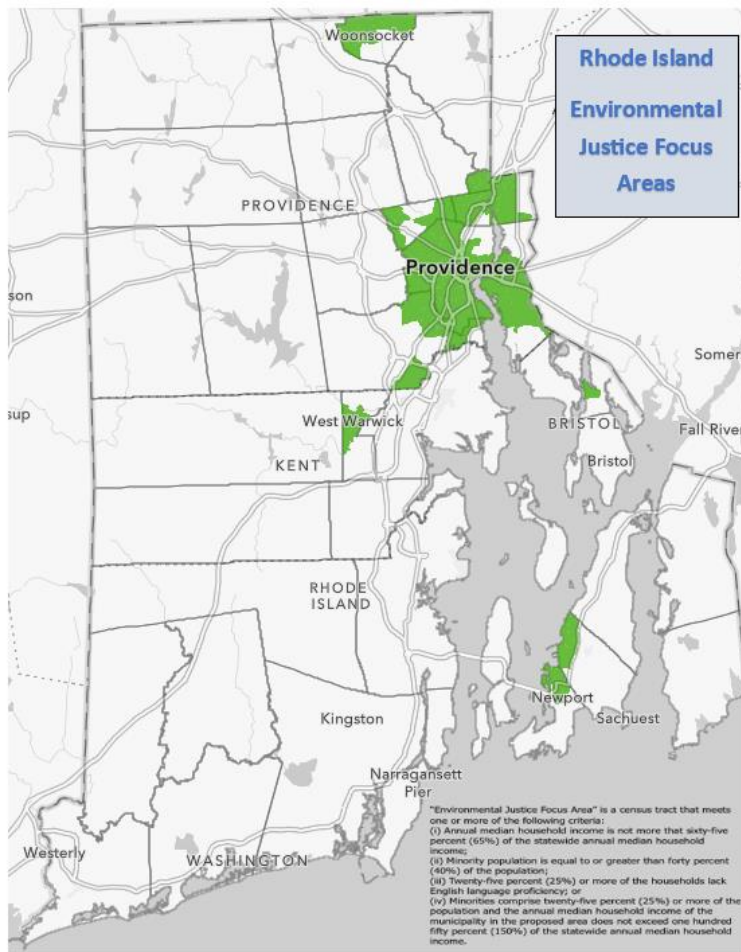 Woonsocket
Rhode Island
Environmental
Justice Focus
Areas
PROVIDENCE
Providence
son
Somer
sup
West Warwick
BRISTOL
Fall River
KENT
Bristol
RHODE
ISLAND
Newport
Kingston
Sachuest
Narragansett
Pier
Westerly
WASHINGTON
"Environmental Justice Focus Area" is a census tract that meets
one or more of the following criteria:
(i) Annual median household income is not more that sixty-five
percent (65%) of the statewide annual median household
income;
(ii) Minority population is equal to or greater than forty percent
(40%) of the population;
(iii) Twenty-five percent (25%) or more of the households lack
English language proficiency; or
(iv) Minorities comprise twenty-five percent (25%) or more of the
population and the annual median household income of the
municipality in the proposed area does not exceed one hundred
fifty percent (150%) of the statewide annual median household
income.